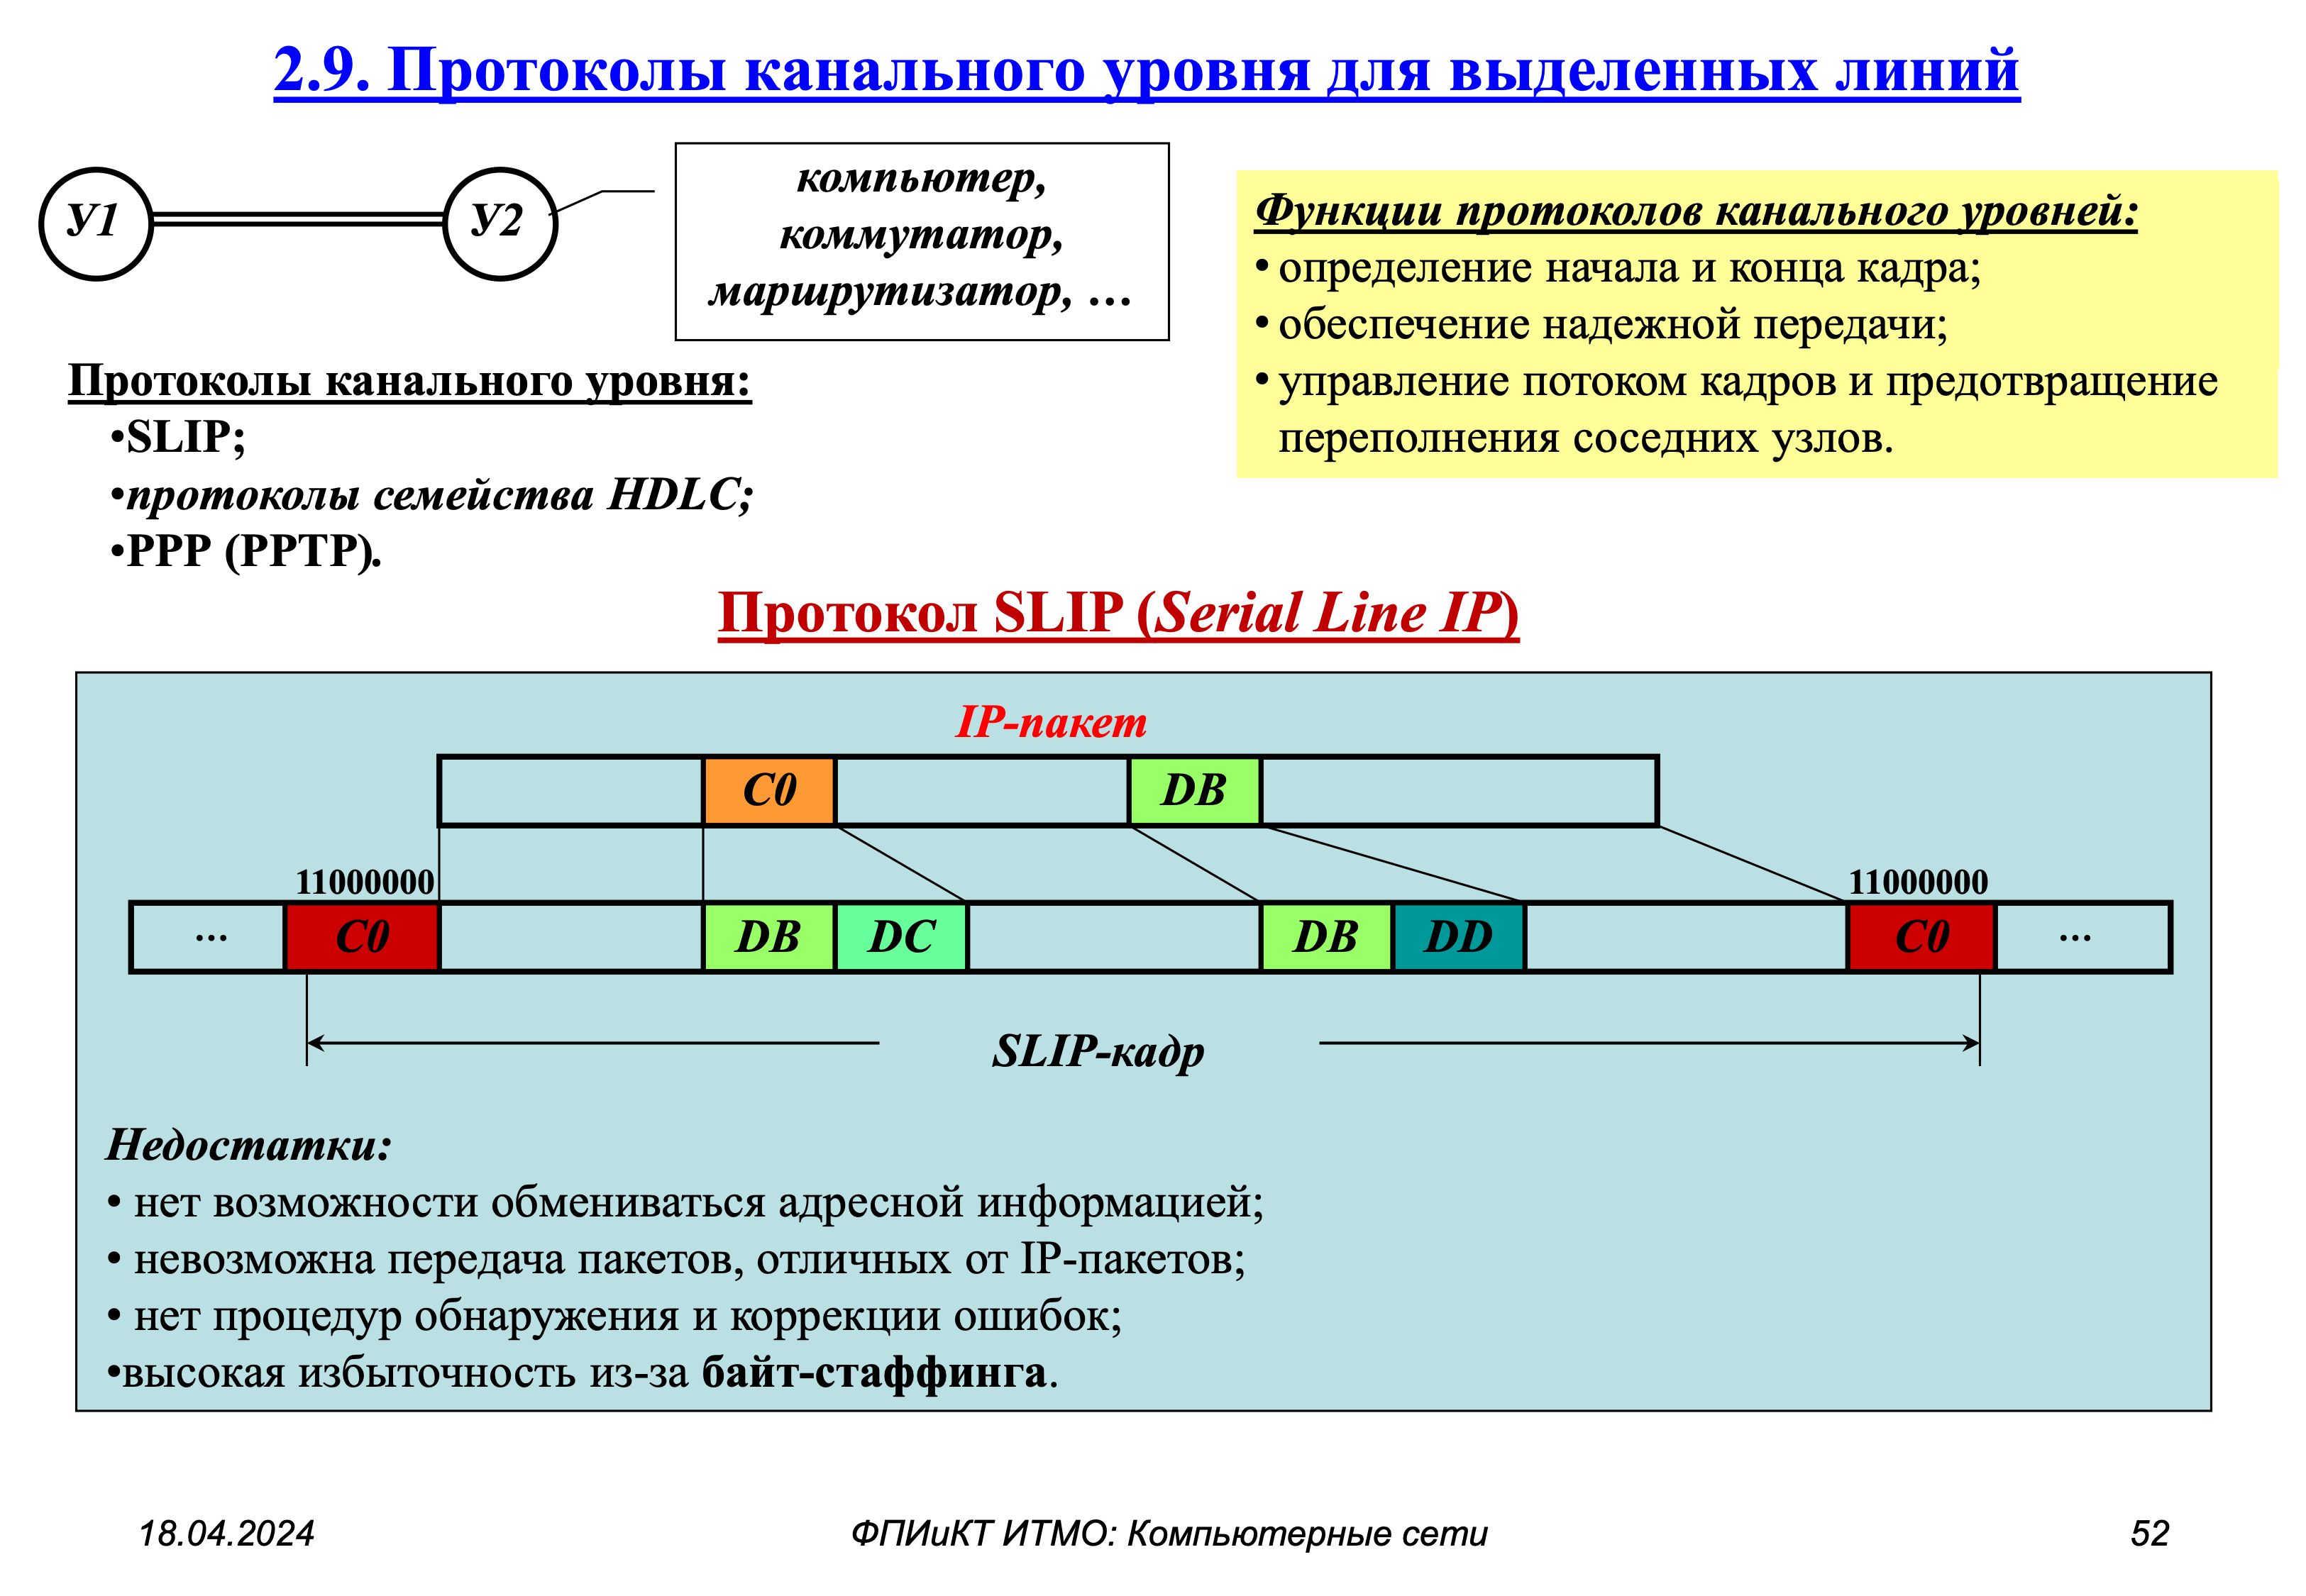 2.9. Протоколы канального уровня для выделенных линий
У1
У2
компьютер,
коммутатор,
маршрутизатор, …
Функции протоколов канального уровней:
• определение начала и конца кадра;
• обеспечение надежной передачи;
• управление потоком кадров и предотвращение
переполнения соседних узлов.
Протоколы канального уровня:
•SLIP;
•протоколы семейства HDLC;
•PPP (PPTP).
Протокол SLIP (Serial Line IP)
IP-пакет
C0
DB
11000000
11000000
...
C0
DB
DC
DB
DD
C0
...
SLIP-кадр
Недостатки:
• нет возможности обмениваться адресной информацией;
• невозможна передача пакетов, отличных от IP-пакетов;
• нет процедур обнаружения и коррекции ошибок;
•высокая избыточность из-за байт-стаффинга.
18.04.2024
ФПИиКТ ИТМО: Компьютерные сети
52